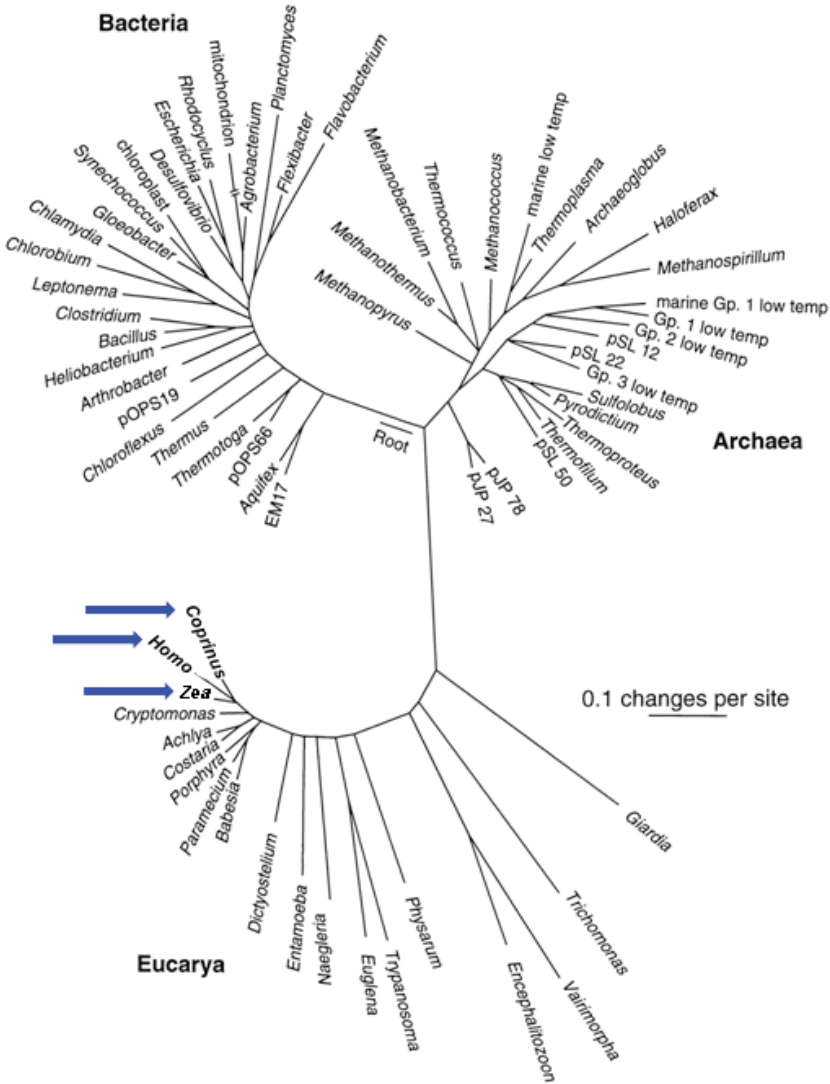 Bacteria
Planctomyces
Flavobacterium
mitochondrion
Rhodocyclus
Escherichia
Desulfovibrio
Agrobacterium
Flexibacter
chloroplast
Synechococcus
Gloeobacter
Chlamydia
Chlorobium
Leptonema
Clostridium
Bacillus
Heliobacterium
Arthrobacter
pOPS19
Chloroflexus
Thermus
Thermotoga
pOPS66
Aquifex
EM17
Root
Methanopyrus
Methanothermus
Methanobacterium
Thermococcus
Methanococcus
marine low temp
Thermoplasma
Archaeoglobus
Haloferax
Methanospirillum
marine Gp. 1 low temp
Gp. 1 low temp
Gp. 2 low temp
pSL 12
pSL 22
Gp. 3 low temp
Sulfolobus
Pyrodictium
Thermoproteus
Thermofilum
pSL 50
pJP 78
pJP 27
Archaea
Coprinus
Homo
Zea
Cryptomonas
Achlya
Costaria
Porphyra
Paramecium
Babesia
Dictyostelium
Entamoeba
Naegleria
Euglena
Trypanosoma
Physarum
Encephalitozoon
Vairimorpha
Trichomonas
Giardia
Eucarya
0.1 changes per site